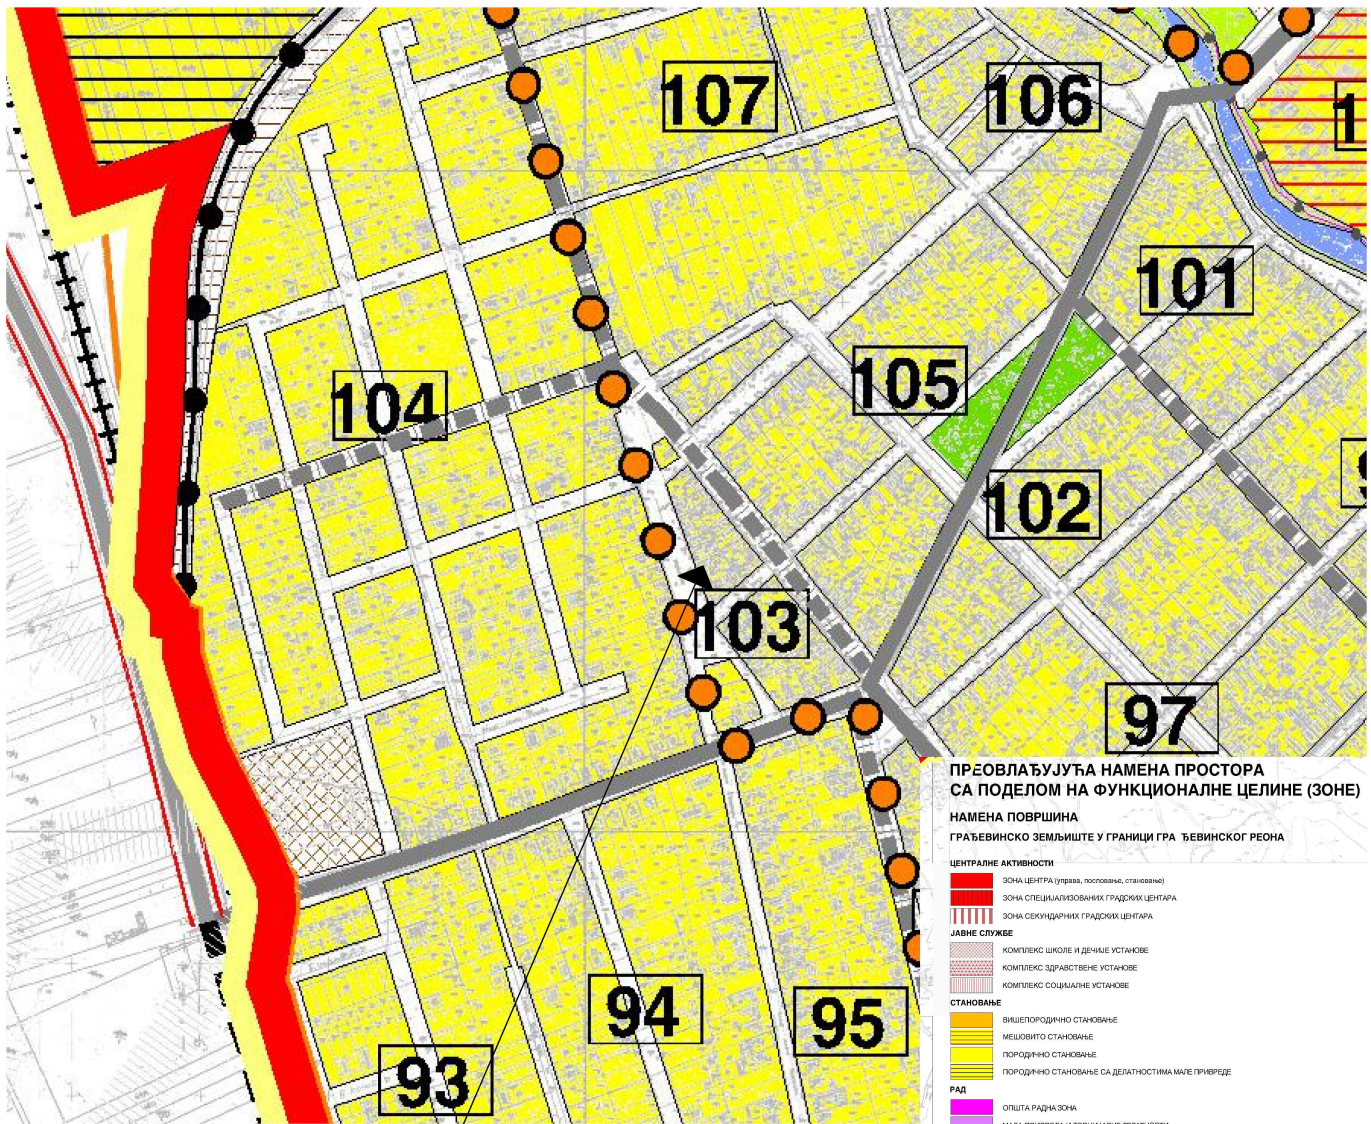 107
106
1
101
104
105
9
102
103
97
ПРЕОВЛАЂУЈУЋА НАМЕНА ПРОСТОРА
СА ПОДЕЛОМ НА ФУНКЦИОНАЛНЕ ЦЕЛИНЕ (ЗОНЕ)
НАМЕНА ПОВРШИНА
ГРАЂЕВИНСКО ЗЕМЉИШТЕ У ГРАНИЦИ ГРА ЂЕВИНСКОГ РЕОНА
ЦЕНТРАЛНЕ АКТИВНОСТИ
ЗОНА ЦЕНТРА (управа, пословање, становање)
ЗОНА СПЕЦИЈАЛИЗОВАНИХ ГРАДСКИХ ЦЕНТАРА
ЗОНА СЕКУНДАРНИХ ГРАДСКИХ ЦЕНТАРА
ЈАВНЕ СЛУЖБЕ
КОМПЛЕКС ШКОЛЕ И ДЕЧИЈЕ УСТАНОВЕ
КОМПЛЕКС ЗДРАВСТВЕНЕ УСТАНОВЕ
КОМПЛЕКС СОЦИЈАЛНЕ УСТАНОВЕ
СТАНОВАЊЕ
ВИШЕПОРОДИЧНО СТАНОВАЊЕ
МЕШОВИТО СТАНОВАЊЕ
ПОРОДИЧНО СТАНОВАЊЕ
ПОРОДИЧНО СТАНОВАЊЕ СА ДЕЛАТНОСТИМА МАЛЕ ПРИВРЕДЕ
РАД
ОПШТА РАДНА ЗОНА
94
95
93